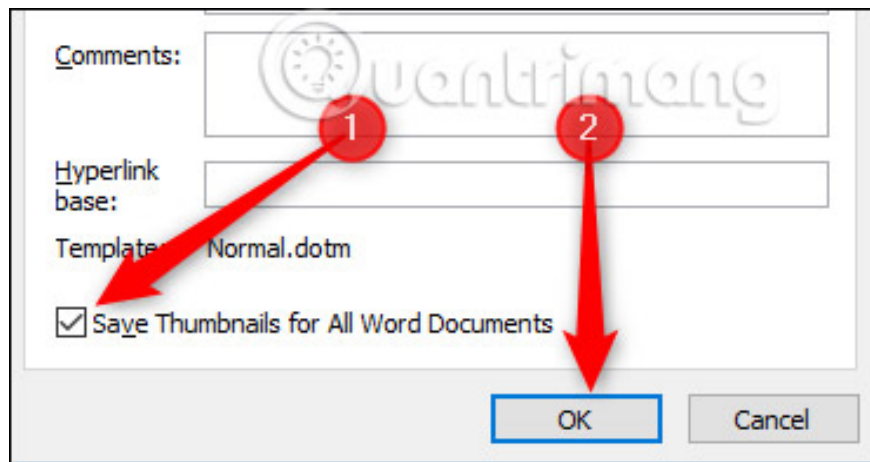 Comments:
Quantrimang
1
2
Hyperlink
base:
Template: Normal.dotm
Save Thumbnails for All Word Documents
OK
Cancel